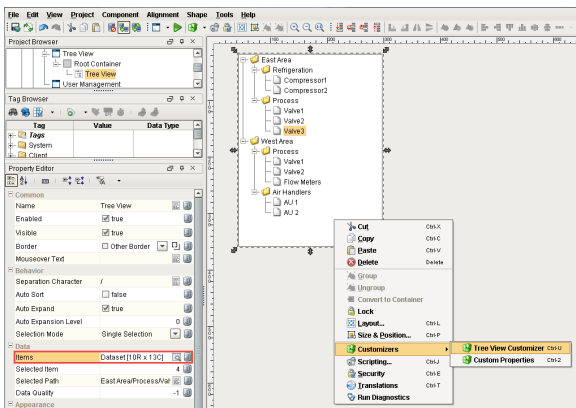 File Edit View Project Component Alignment Shape Tools Help
Project Browser
Tree View
Root Container
Tree View
User Management
Tag Browser
Tag Value Data Type
Tags
System
Client
Property Editor
Common
Name Tree View
Enabled true
Visible true
Border Other Border
Mouseover Text
Behavior
Separation Character /
Auto Sort false
Auto Expand true
Auto Expansion Level 0
Selection Mode Single Selection
Data
Items Dataset [10R x 13C]
Selected Item 4
Selected Path East Area/Process/Val
Data Quality -1
Appearance
East Area
Refrigeration
Compressor1
Compressor2
Process
Valve1
Valve2
Valve3
West Area
Process
Valve1
Valve2
Flow Meters
Air Handlers
AU 1
AU 2
Cut Ctrl-X
Copy Ctrl-C
Paste Ctrl-V
Delete Delete
Group
Ungroup
Convert to Container
Lock
Layout... Ctrl-L
Size & Position... Ctrl-P
Customizers
Scripting... Ctrl-J
Security Ctrl-E
Translations Ctrl-T
Run Diagnostics
Tree View Customizer Ctrl-U
Custom Properties Ctrl-2